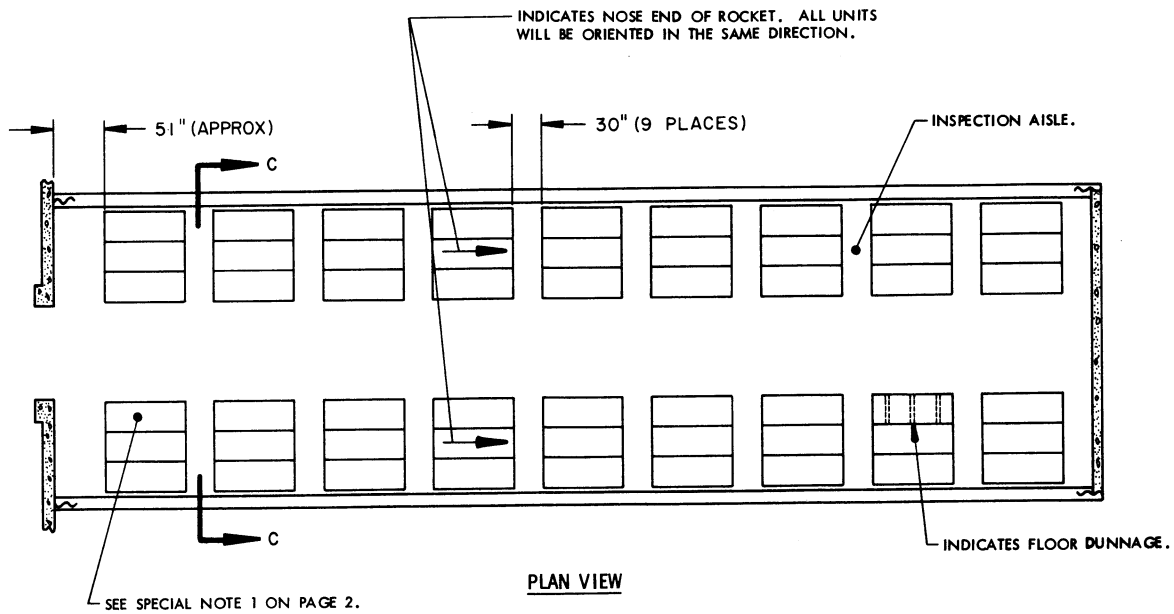 INDICATES NOSE END OF ROCKET. ALL UNITS
WILL BE ORIENTED IN THE SAME DIRECTION.
51" (APPROX)
30" (9 PLACES)
INSPECTION AISLE.
C
C
INDICATES FLOOR DUNNAGE.
PLAN VIEW
SEE SPECIAL NOTE 1 ON PAGE 2.